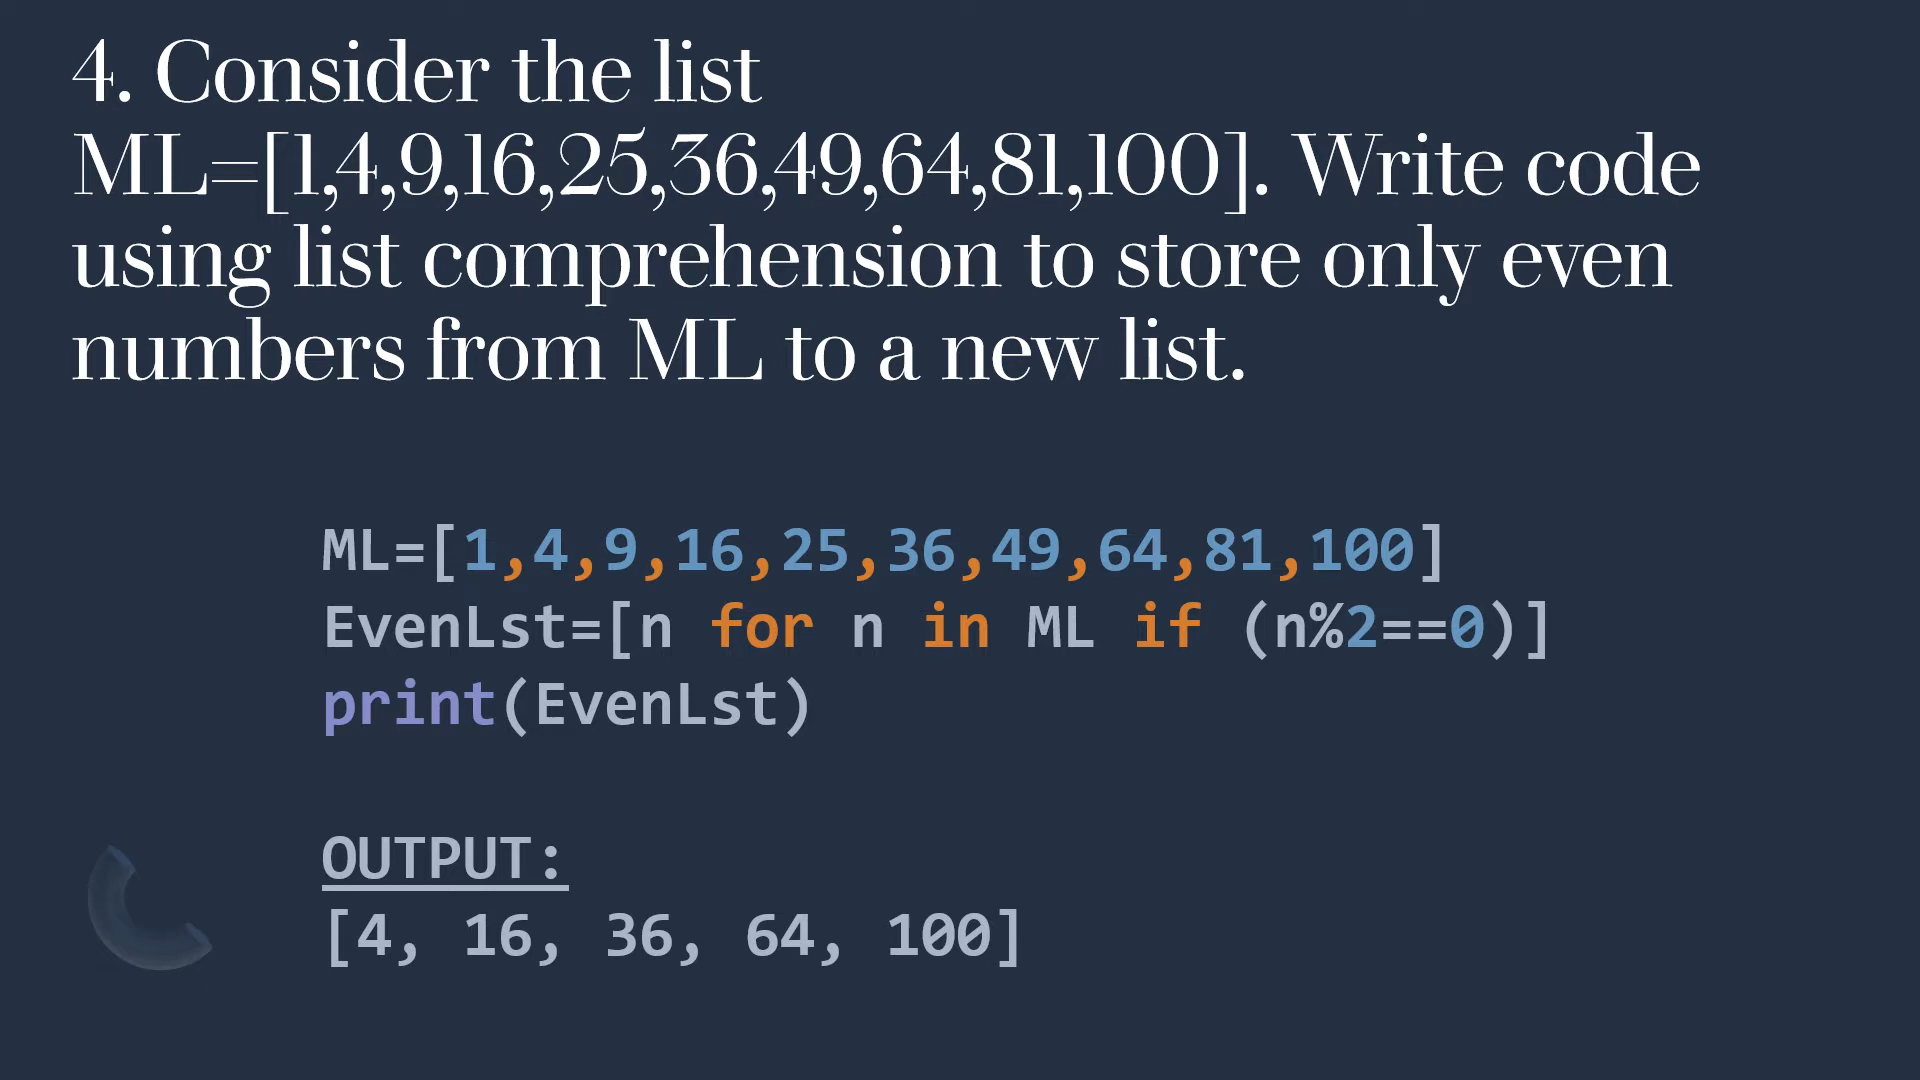 4. Consider the list
ML=[1,4,9,16,25,36,49,64,81,100]. Write code
using list comprehension to store only even
numbers from ML to a new list.
ML=[1,4,9,16,25,36,49,64,81,100]
EvenLst=[n for n in ML if (n%2==0)]
print(EvenLst)
OUTPUT:
[4, 16, 36, 64, 100]